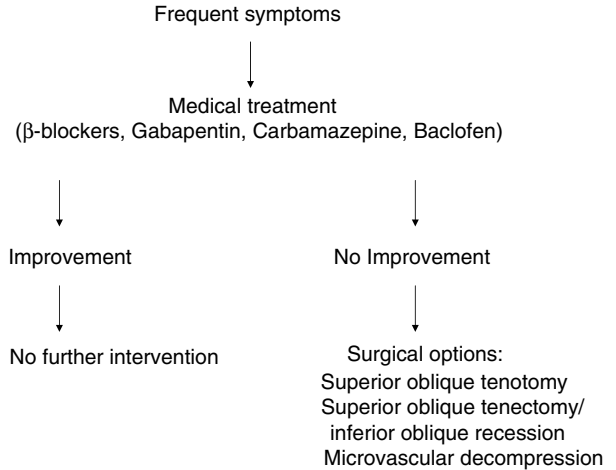 Frequent symptoms
Medical treatment
(β-blockers, Gabapentin, Carbamazepine, Baclofen)
Improvement
No Improvement
No further intervention
Surgical options:
Superior oblique tenotomy
Superior oblique tenectomy/
inferior oblique recession
Microvascular decompression